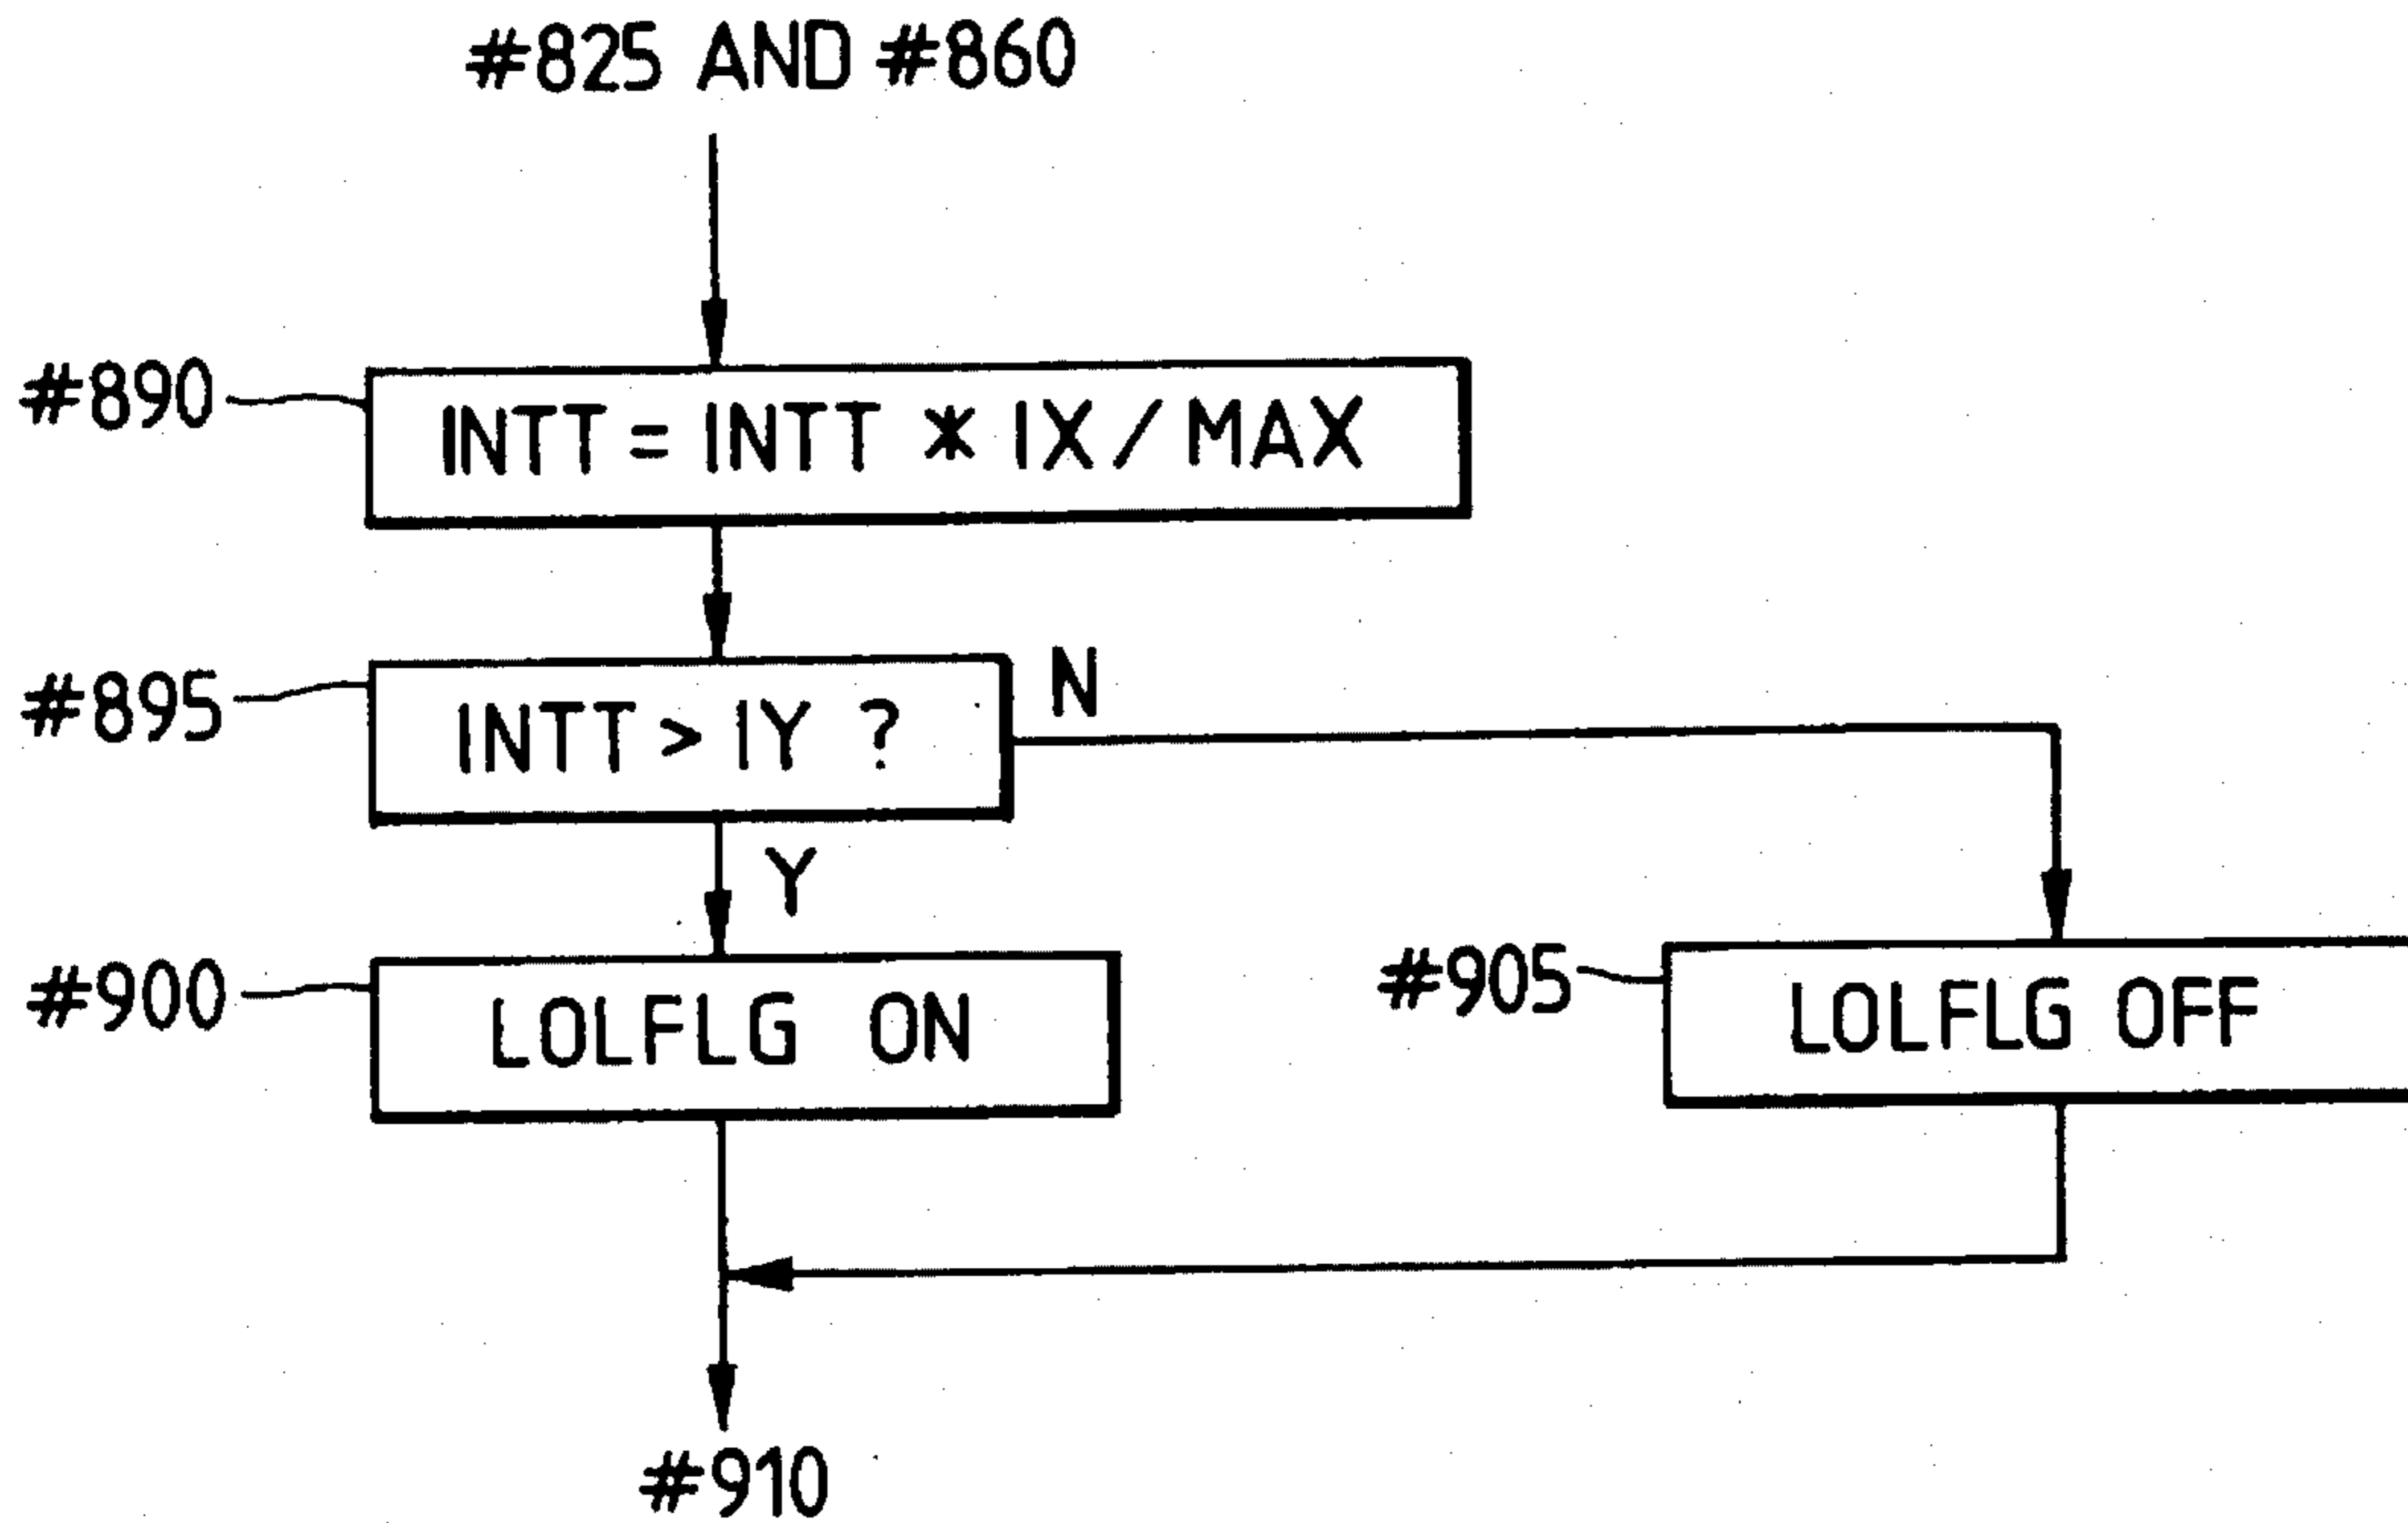 #825 AND #860
#890
INTT = INTT * IX / MAX
#895
INTT > IY ?
N
Y
#900
LOLFLG ON
#905
LOLFLG OFF
#910